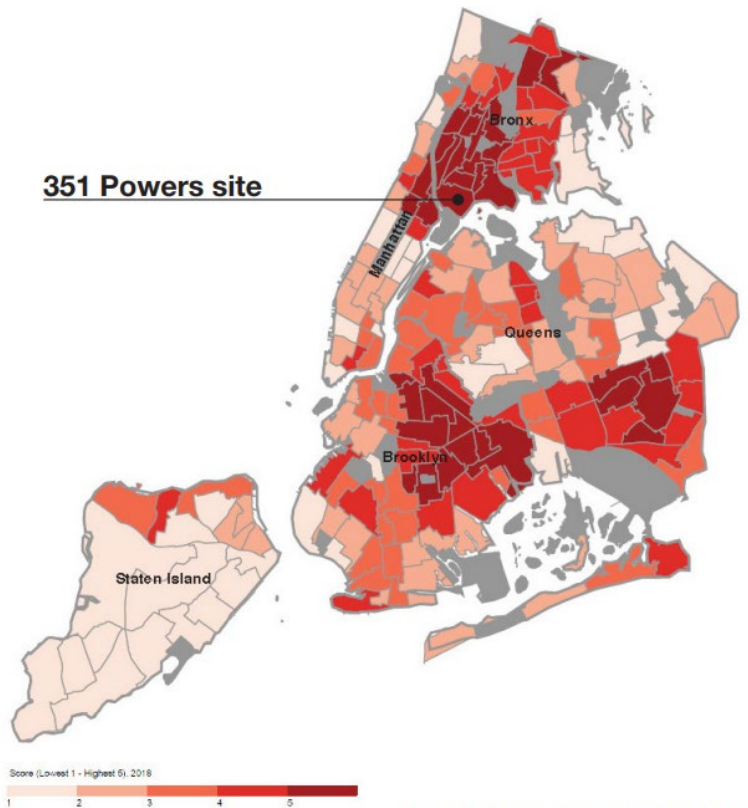 Bronx
351 Powers site
Manhattan
Queens
Brooklyn
Staten Island
Score (Lowest 1 - Highest 5), 2018
1 2 3 4 5